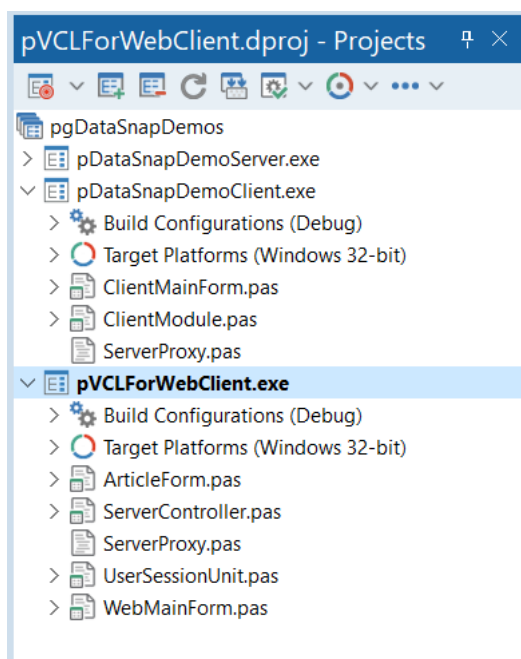 pVCLForWebClient.dproj - Projects
pgDataSnapDemos
pDataSnapDemoServer.exe
pDataSnapDemoClient.exe
Build Configurations (Debug)
Target Platforms (Windows 32-bit)
ClientMainForm.pas
ClientModule.pas
ServerProxy.pas
pVCLForWebClient.exe
Build Configurations (Debug)
Target Platforms (Windows 32-bit)
ArticleForm.pas
ServerController.pas
ServerProxy.pas
UserSessionUnit.pas
WebMainForm.pas